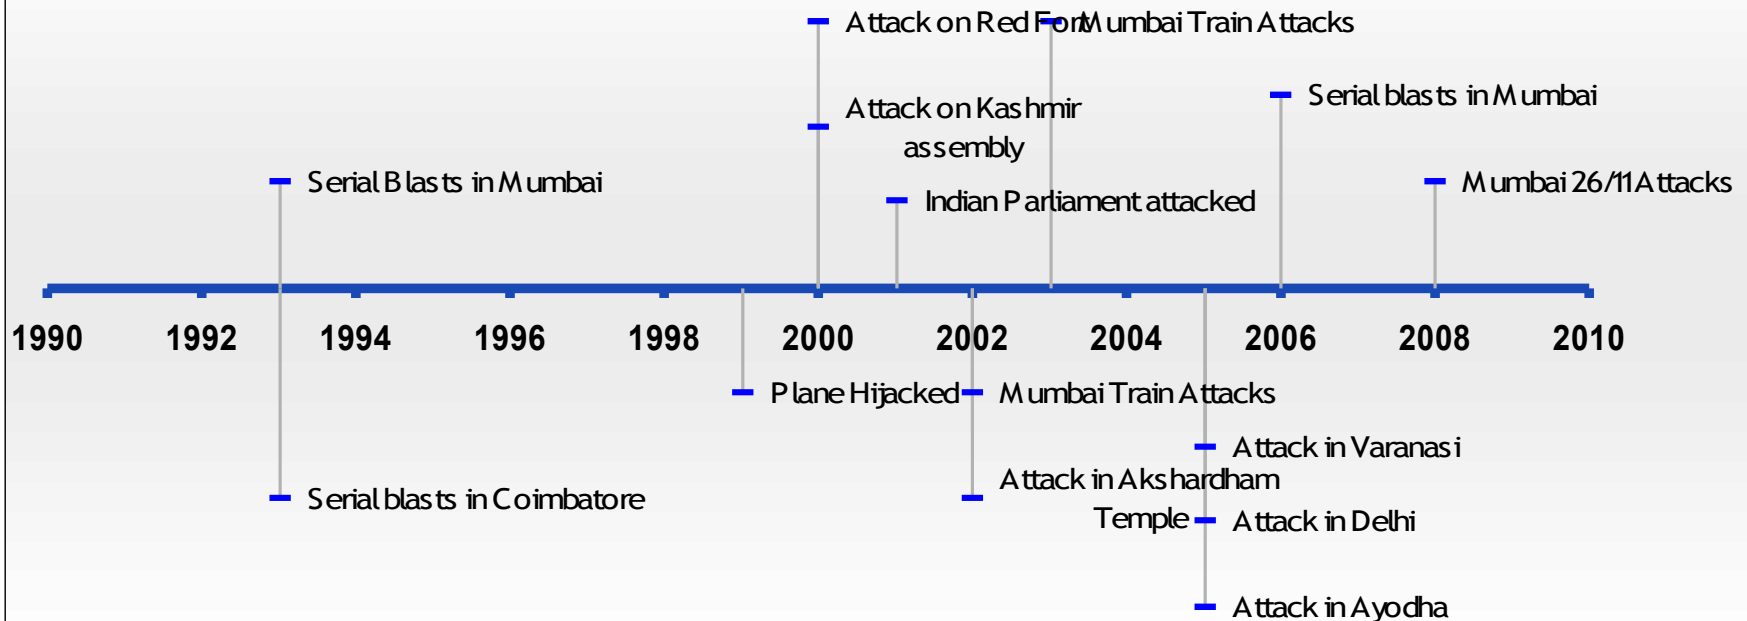 Attack on Red Fort
Mumbai Train Attacks
Serial blasts in Mumbai
Attack on Kashmir
assembly
Serial Blasts in Mumbai
Mumbai 26/11 Attacks
Indian Parliament attacked
1990 1992 1994 1996 1998 2000 2002 2004 2006 2008 2010
Plane Hijacked
Mumbai Train Attacks
Attack in Varanasi
Attack in Akshardham
Temple
Serial blasts in Coimbatore
Attack in Delhi
Attack in Ayodha